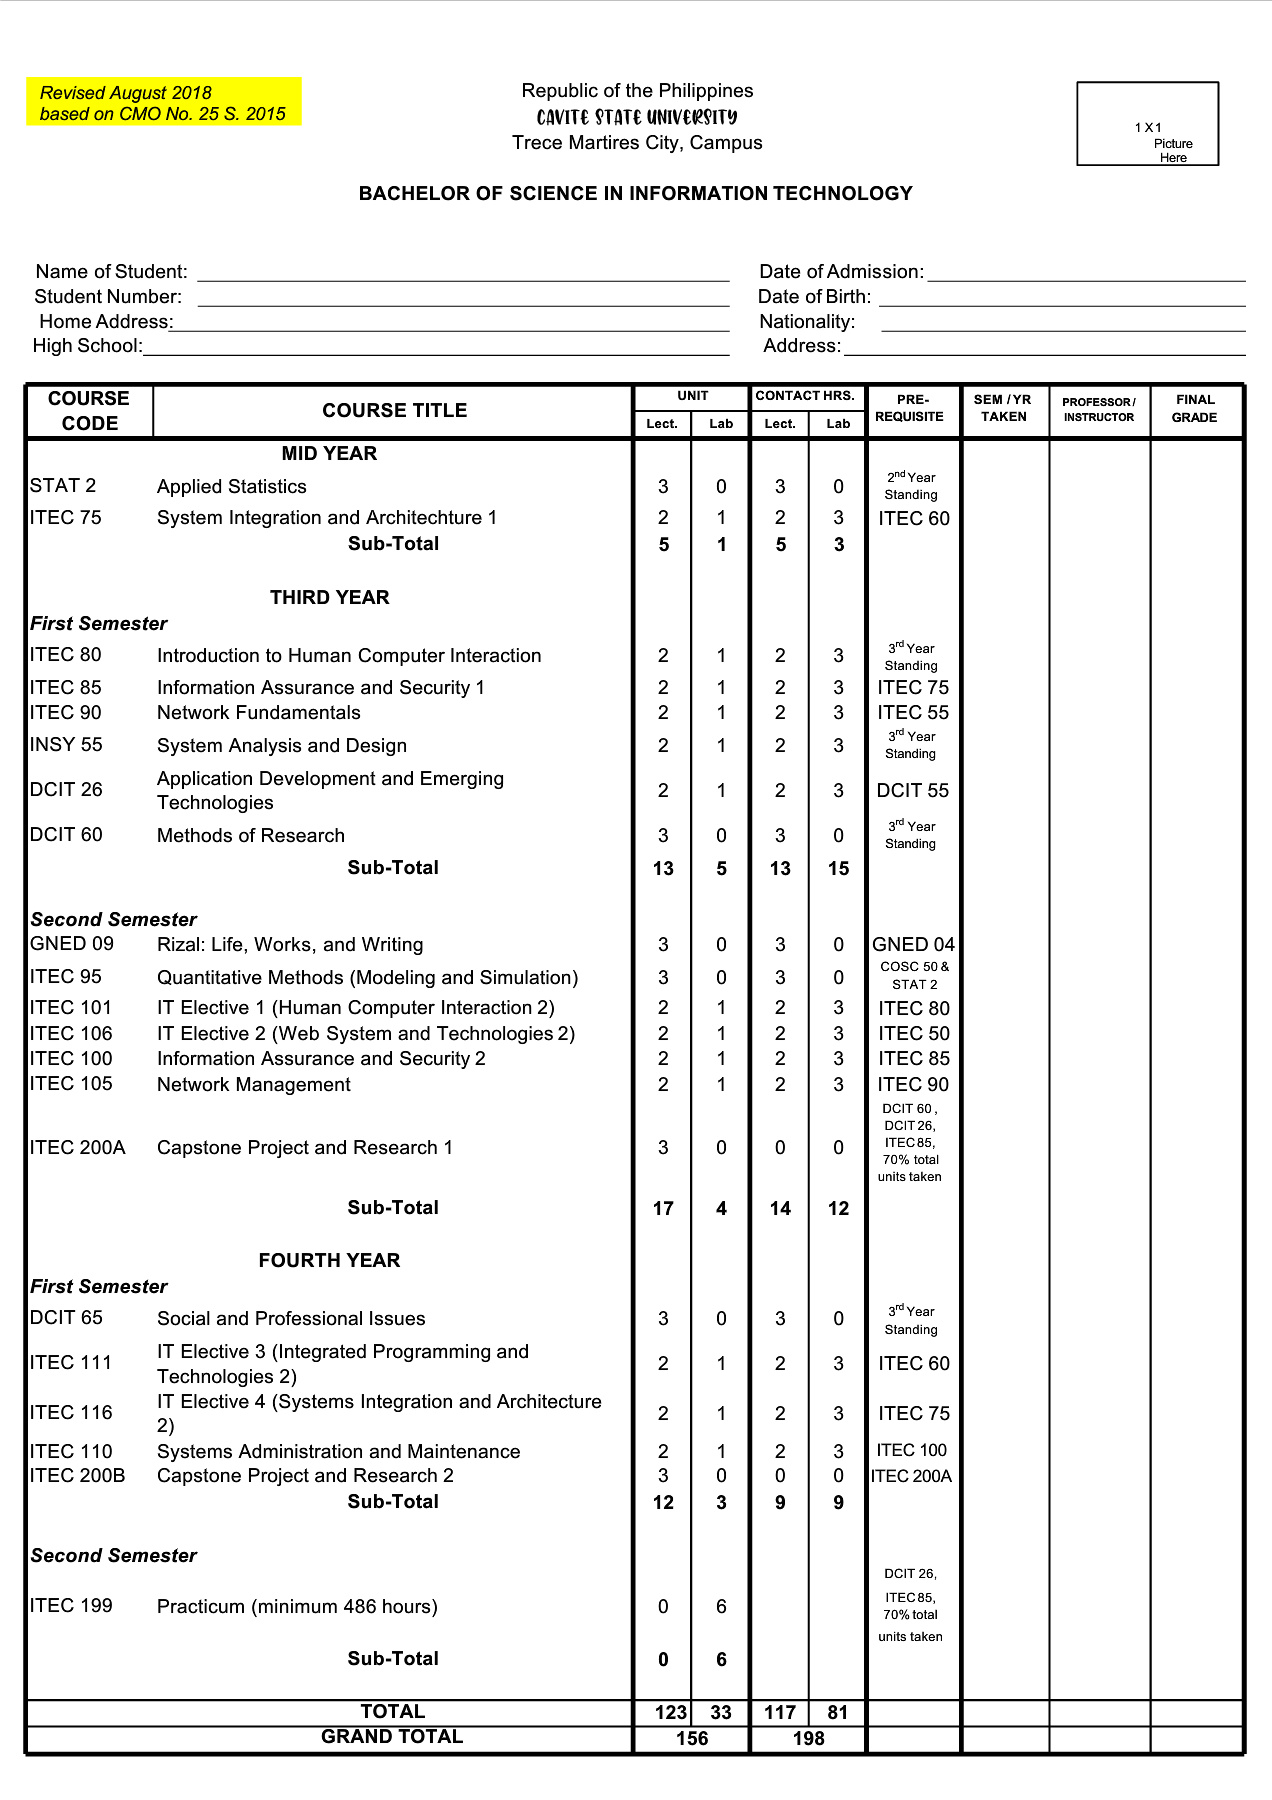 Revised August 2018
based on CMO No. 25 S. 2015
Republic of the Philippines
CAVITE STATE UNIVERSITY
Trece Martires City, Campus
1 X 1
Picture
Here
BACHELOR OF SCIENCE IN INFORMATION TECHNOLOGY
Name of Student: Date of Admission:
Student Number: Date of Birth:
Home Address: Nationality:
High School: Address:
COURSE CODE COURSE TITLE UNIT Lect. Lab CONTACT HRS. Lect. Lab PRE-REQUISITE SEM / YR TAKEN PROFESSOR / INSTRUCTOR FINAL GRADE
MID YEAR
STAT 2 Applied Statistics 3 0 3 0 2nd Year Standing
ITEC 75 System Integration and Architechture 1 2 1 2 3 ITEC 60
Sub-Total 5 1 5 3
THIRD YEAR
First Semester
ITEC 80 Introduction to Human Computer Interaction 2 1 2 3 3rd Year Standing
ITEC 85 Information Assurance and Security 1 2 1 2 3 ITEC 75
ITEC 90 Network Fundamentals 2 1 2 3 ITEC 55
INSY 55 System Analysis and Design 2 1 2 3 3rd Year Standing
DCIT 26 Application Development and Emerging Technologies 2 1 2 3 DCIT 55
DCIT 60 Methods of Research 3 0 3 0 3rd Year Standing
Sub-Total 13 5 13 15
Second Semester
GNED 09 Rizal: Life, Works, and Writing 3 0 3 0 GNED 04
ITEC 95 Quantitative Methods (Modeling and Simulation) 3 0 3 0 COSC 50 & STAT 2
ITEC 101 IT Elective 1 (Human Computer Interaction 2) 2 1 2 3 ITEC 80
ITEC 106 IT Elective 2 (Web System and Technologies 2) 2 1 2 3 ITEC 50
ITEC 100 Information Assurance and Security 2 2 1 2 3 ITEC 85
ITEC 105 Network Management 2 1 2 3 ITEC 90
ITEC 200A Capstone Project and Research 1 3 0 0 0 DCIT 60 , DCIT 26, ITEC 85, 70% total units taken
Sub-Total 17 4 14 12
FOURTH YEAR
First Semester
DCIT 65 Social and Professional Issues 3 0 3 0 3rd Year Standing
ITEC 111 IT Elective 3 (Integrated Programming and Technologies 2) 2 1 2 3 ITEC 60
ITEC 116 IT Elective 4 (Systems Integration and Architecture 2) 2 1 2 3 ITEC 75
ITEC 110 Systems Administration and Maintenance 2 1 2 3 ITEC 100
ITEC 200B Capstone Project and Research 2 3 0 0 0 ITEC 200A
Sub-Total 12 3 9 9
Second Semester
ITEC 199 Practicum (minimum 486 hours) 0 6 DCIT 26, ITEC 85, 70% total units taken
Sub-Total 0 6
TOTAL 123 33 117 81
GRAND TOTAL 156 198